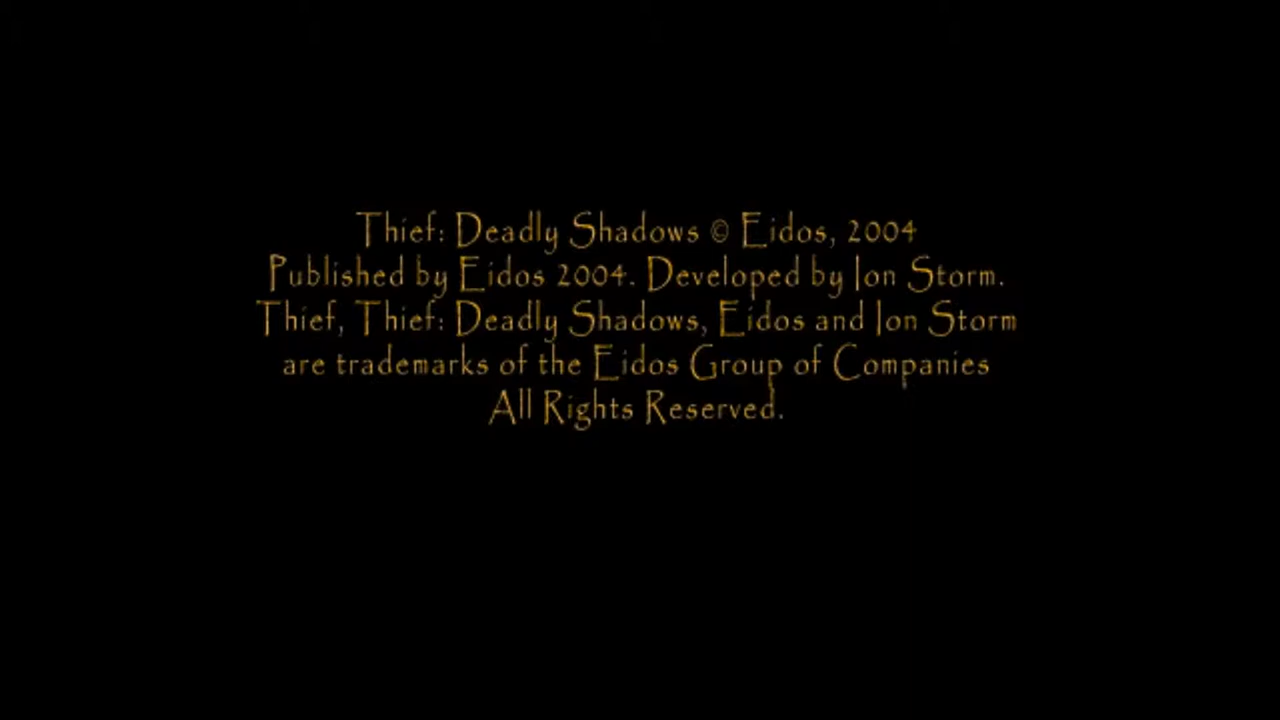 Thief: Deadly Shadows © Eidos, 2004
Published by Eidos 2004. Developed by Ion Storm.
Thief, Thief: Deadly Shadows, Eidos and Ion Storm
are trademarks of the Eidos Group of Companies
All Rights Reserved.